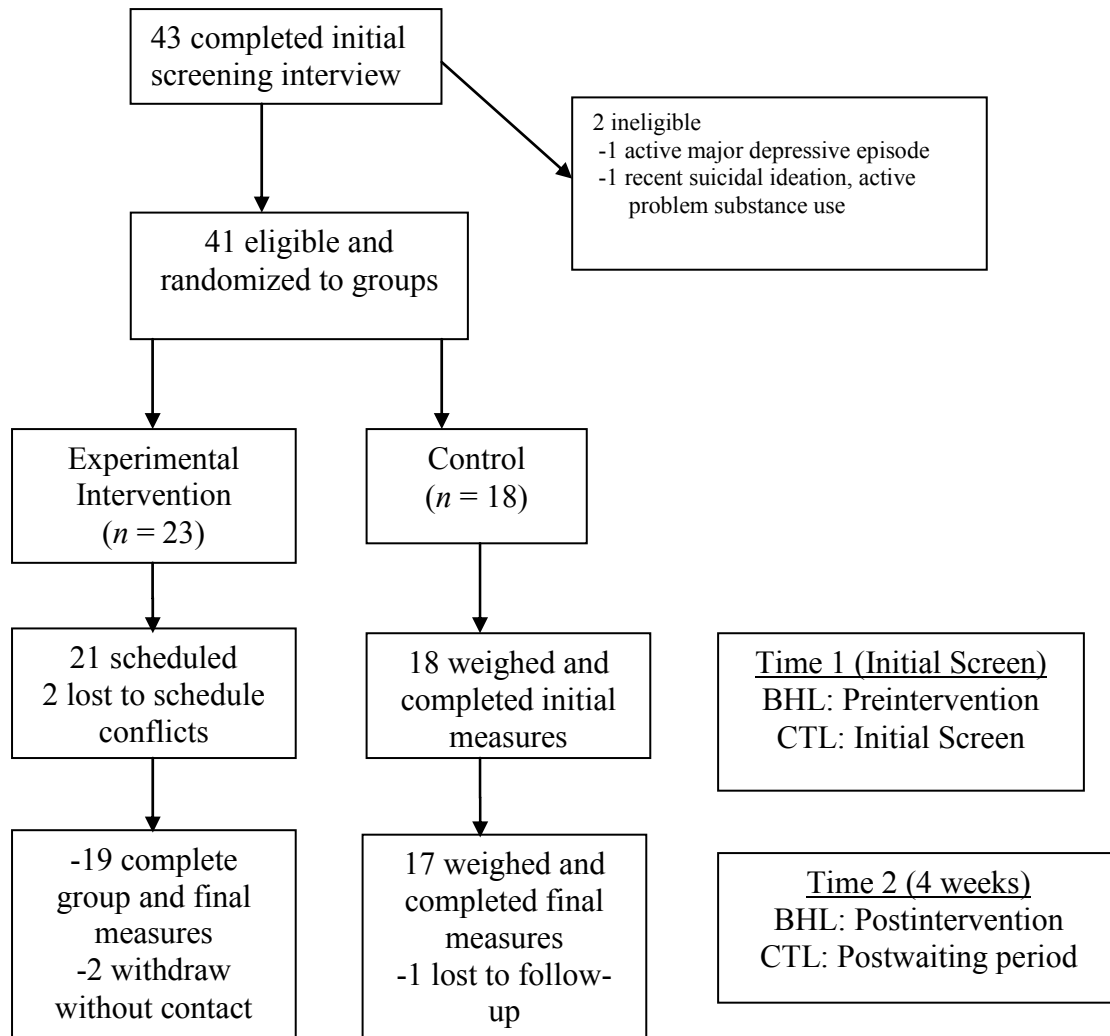 43 completed initial
screening interview
2 ineligible
-1 active major depressive episode
-1 recent suicidal ideation, active
problem substance use
41 eligible and
randomized to groups
Experimental
Intervention
(n = 23)
Control
(n = 18)
21 scheduled
2 lost to schedule
conflicts
18 weighed and
completed initial
measures
Time 1 (Initial Screen)
BHL: Preintervention
CTL: Initial Screen
-19 complete
group and final
measures
-2 withdraw
without contact
17 weighed and
completed final
measures
-1 lost to follow-
up
Time 2 (4 weeks)
BHL: Postintervention
CTL: Postwaiting period